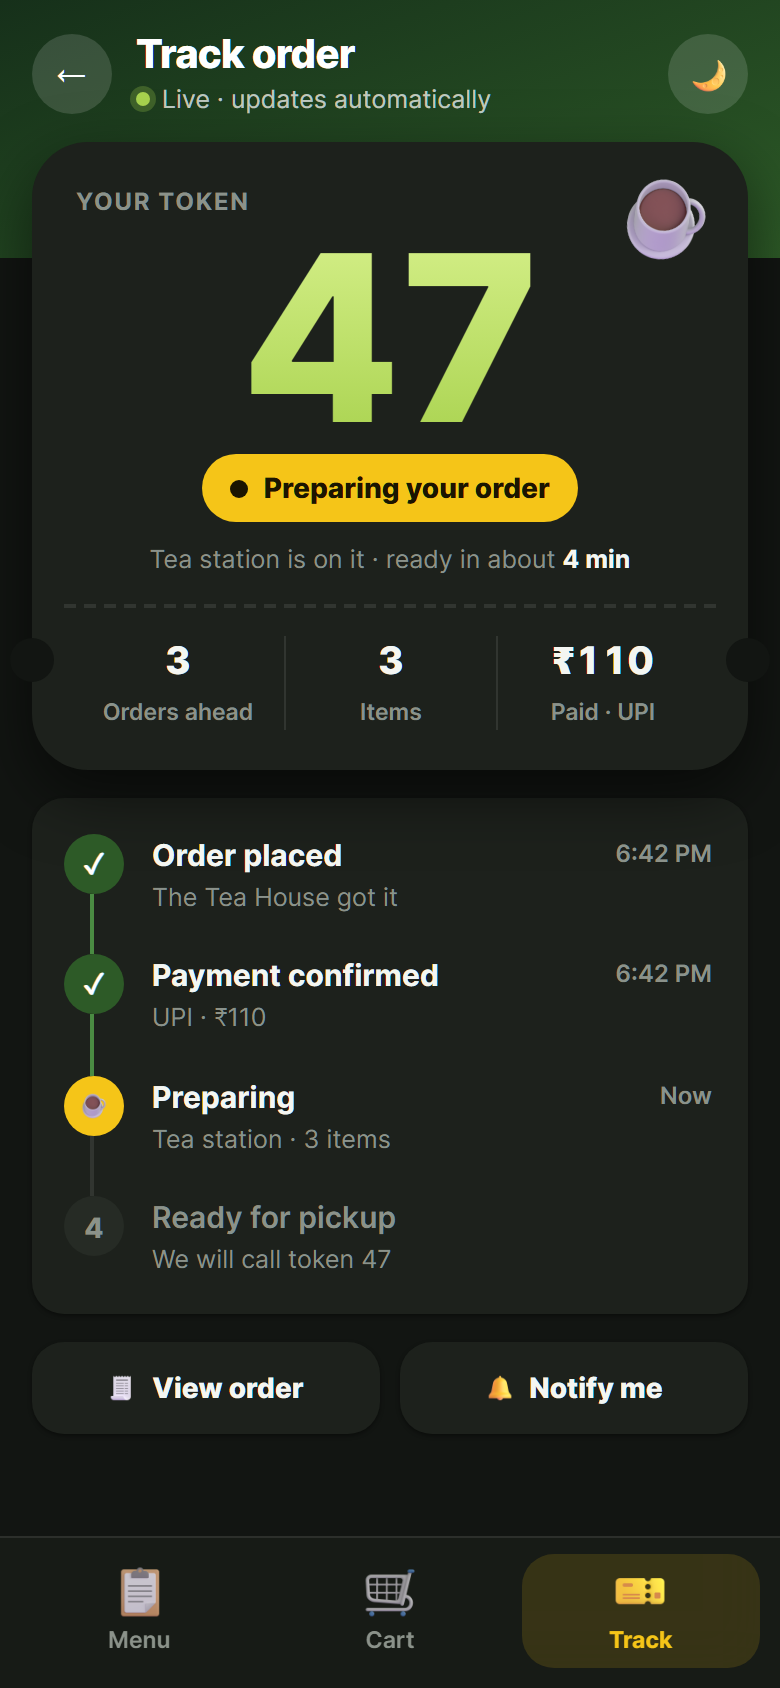 Track order
Live · updates automatically
YOUR TOKEN
47
Preparing your order
Tea station is on it · ready in about 4 min
3
Orders ahead
3
Items
₹110
Paid · UPI
Order placed
6:42 PM
The Tea House got it
Payment confirmed
6:42 PM
UPI · ₹110
Preparing
Now
Tea station · 3 items
4
Ready for pickup
We will call token 47
View order
Notify me
Menu
Cart
Track